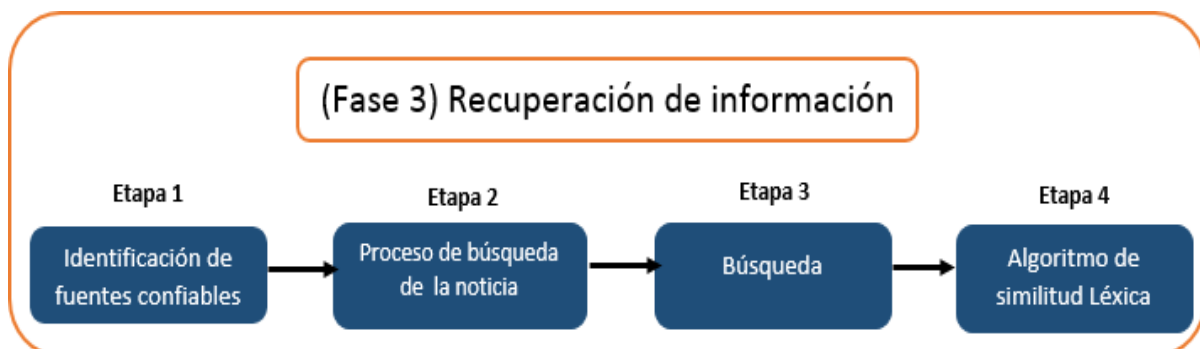 (Fase 3) Recuperación de información
Etapa 1
Identificación de
fuentes confiables
Etapa 2
Proceso de búsqueda
de la noticia
Etapa 3
Búsqueda
Etapa 4
Algoritmo de
similitud Léxica